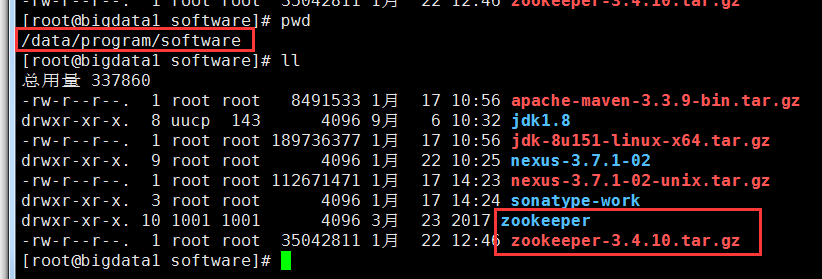 -rw-r--r--. 1 root root 35042811 1月 22 12:46 zookeeper-3.4.10.tar.gz
[root@bigdata1 software]# pwd
/data/program/software
[root@bigdata1 software]# ll
总用量 337860
-rw-r--r--. 1 root root 8491533 1月 17 10:56 apache-maven-3.3.9-bin.tar.gz
drwxr-xr-x. 8 uucp 143 4096 9月 6 10:32 jdk1.8
-rw-r--r--. 1 root root 189736377 1月 17 10:56 jdk-8u151-linux-x64.tar.gz
drwxr-xr-x. 9 root root 4096 1月 22 10:25 nexus-3.7.1-02
-rw-r--r--. 1 root root 112671471 1月 17 14:23 nexus-3.7.1-02-unix.tar.gz
drwxr-xr-x. 3 root root 4096 1月 17 14:24 sonatype-work
drwxr-xr-x. 10 1001 1001 4096 3月 23 2017 zookeeper
-rw-r--r--. 1 root root 35042811 1月 22 12:46 zookeeper-3.4.10.tar.gz
[root@bigdata1 software]#